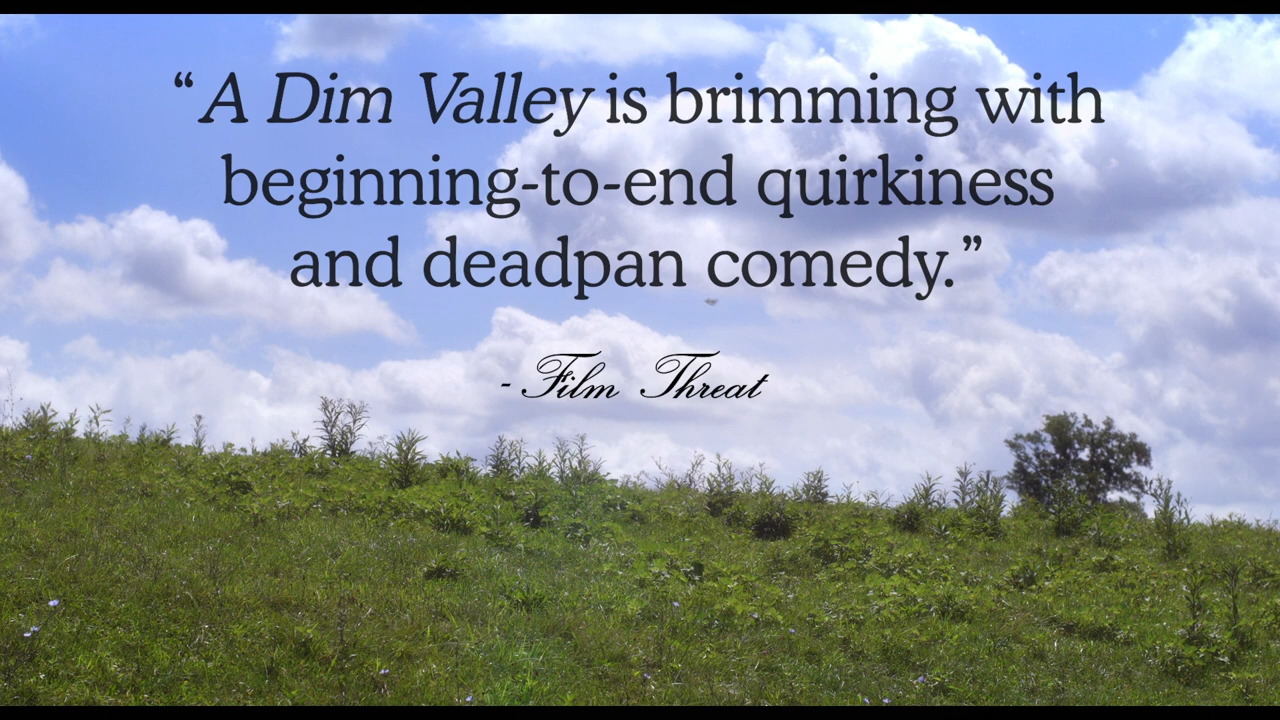 “A Dim Valley is brimming with
beginning-to-end quirkiness
and deadpan comedy.”
- Film Threat